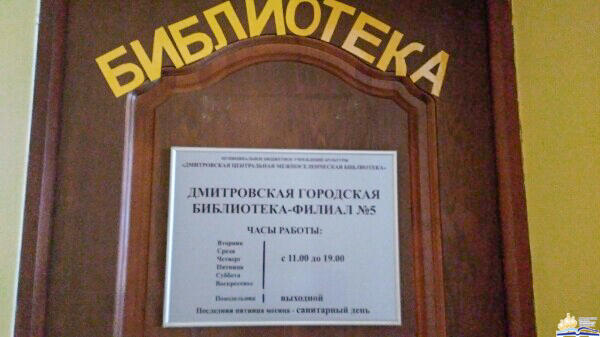 БИБЛИОТЕКА
МУНИЦИПАЛЬНОЕ БЮДЖЕТНОЕ УЧРЕЖДЕНИЕ КУЛЬТУРЫ
«ДМИТРОВСКАЯ ЦЕНТРАЛЬНАЯ МЕЖПОСЕЛЕНЧЕСКАЯ БИБЛИОТЕКА»
ДМИТРОВСКАЯ ГОРОДСКАЯ
БИБЛИОТЕКА-ФИЛИАЛ №5
ЧАСЫ РАБОТЫ:
Вторник
Среда
Четверг
Пятница
Суббота
Воскресенье
с 11.00 до 19.00
Понедельник выходной
Последняя пятница месяца - санитарный день